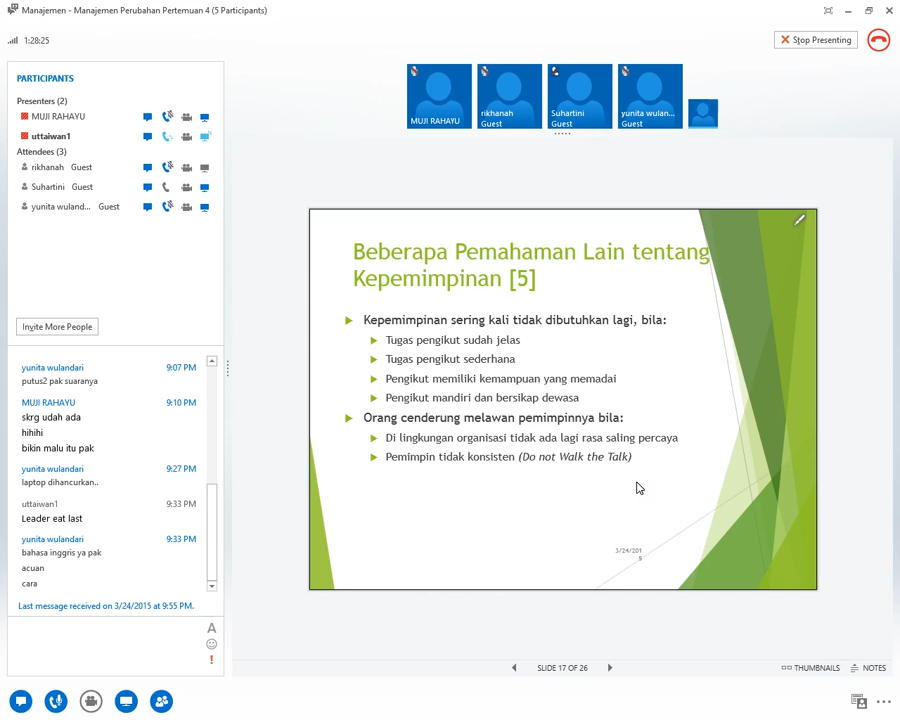 Manajemen - Manajemen Perubahan Pertemuan 4 (5 Participants)
1:28:25
Stop Presenting
PARTICIPANTS
Presenters (2)
MUJI RAHAYU
uttaiwan1
Attendees (3)
rikhanah Guest
Suhartini Guest
yunita wuland... Guest
Invite More People
yunita wulandari 9:07 PM
putus2 pak suaranya
MUJI RAHAYU 9:10 PM
skrg udah ada
hihihi
bikin malu itu pak
yunita wulandari 9:27 PM
laptop dihancurkan..
uttaiwan1 9:33 PM
Leader eat last
yunita wulandari 9:33 PM
bahasa inggris ya pak
acuan
cara
Last message received on 3/24/2015 at 9:55 PM.
A
!
MUJI RAHAYU
rikhanah
Guest
Suhartini
Guest
yunita wulan...
Guest
Beberapa Pemahaman Lain tentang
Kepemimpinan [5]
Kepemimpinan sering kali tidak dibutuhkan lagi, bila:
Tugas pengikut sudah jelas
Tugas pengikut sederhana
Pengikut memiliki kemampuan yang memadai
Pengikut mandiri dan bersikap dewasa
Orang cenderung melawan pemimpinnya bila:
Di lingkungan organisasi tidak ada lagi rasa saling percaya
Pemimpin tidak konsisten (Do not Walk the Talk)
3/24/201
5
SLIDE 17 OF 26
THUMBNAILS
NOTES